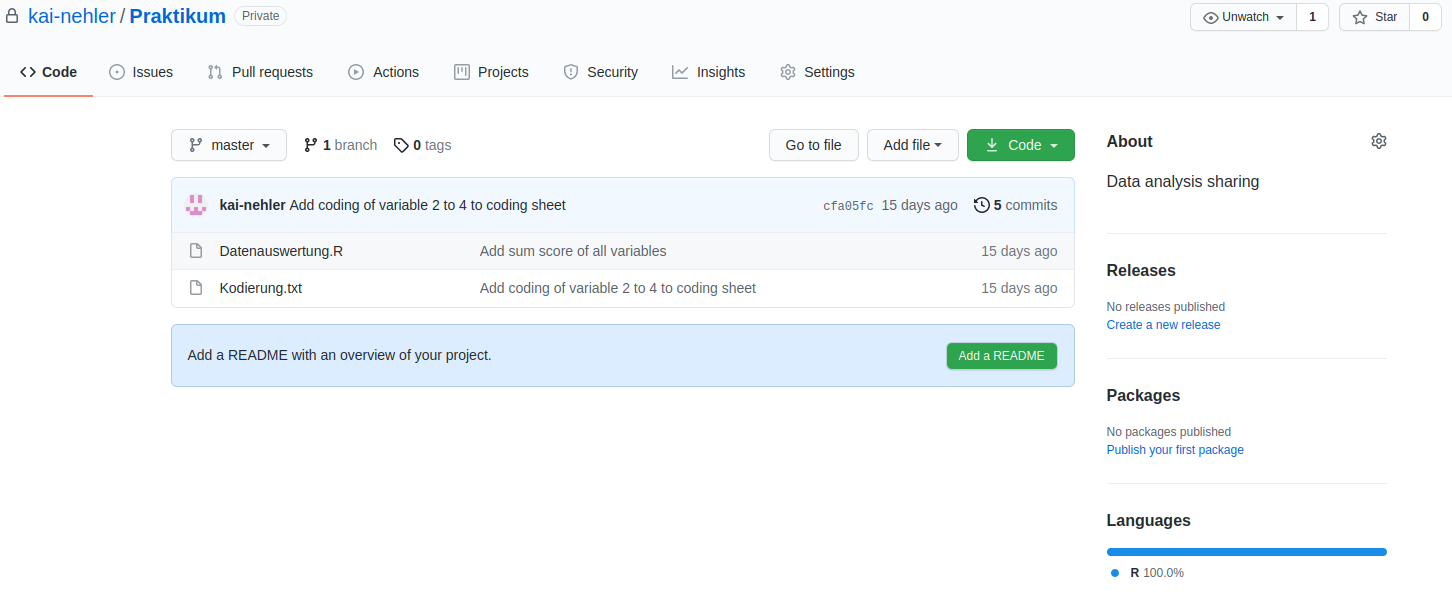 kai-nehler / Praktikum Private
Unwatch 1 Star 0
Code Issues Pull requests Actions Projects Security Insights Settings
master 1 branch 0 tags Go to file Add file Code
kai-nehler Add coding of variable 2 to 4 to coding sheet cfa05fc 15 days ago 5 commits
Datenauswertung.R Add sum score of all variables 15 days ago
Kodierung.txt Add coding of variable 2 to 4 to coding sheet 15 days ago
Add a README with an overview of your project. Add a README
About
Data analysis sharing
Releases
No releases published
Create a new release
Packages
No packages published
Publish your first package
Languages
R 100.0%